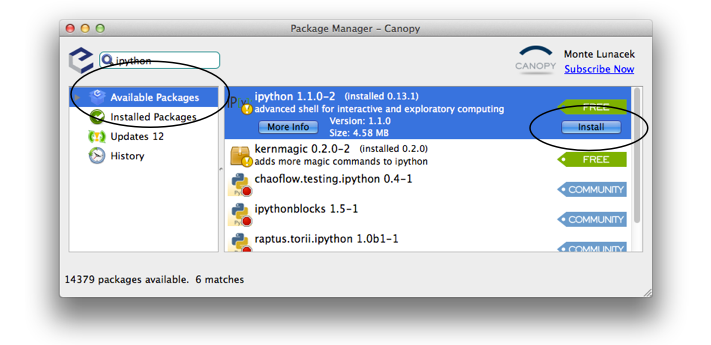 Package Manager - Canopy
ipython
CANOPY
Monte Lunacek
Subscribe Now
Available Packages
Installed Packages
Updates 12
History
ipython 1.1.0-2 (installed 0.13.1)
advanced shell for interactive and exploratory computing
Version: 1.1.0
Size: 4.58 MB
More Info
FREE
Install
kernmagic 0.2.0-2 (installed 0.2.0)
adds more magic commands to ipython
FREE
chaoflow.testing.ipython 0.4-1
COMMUNITY
ipythonblocks 1.5-1
COMMUNITY
raptus.torii.ipython 1.0b1-1
COMMUNITY
14379 packages available. 6 matches